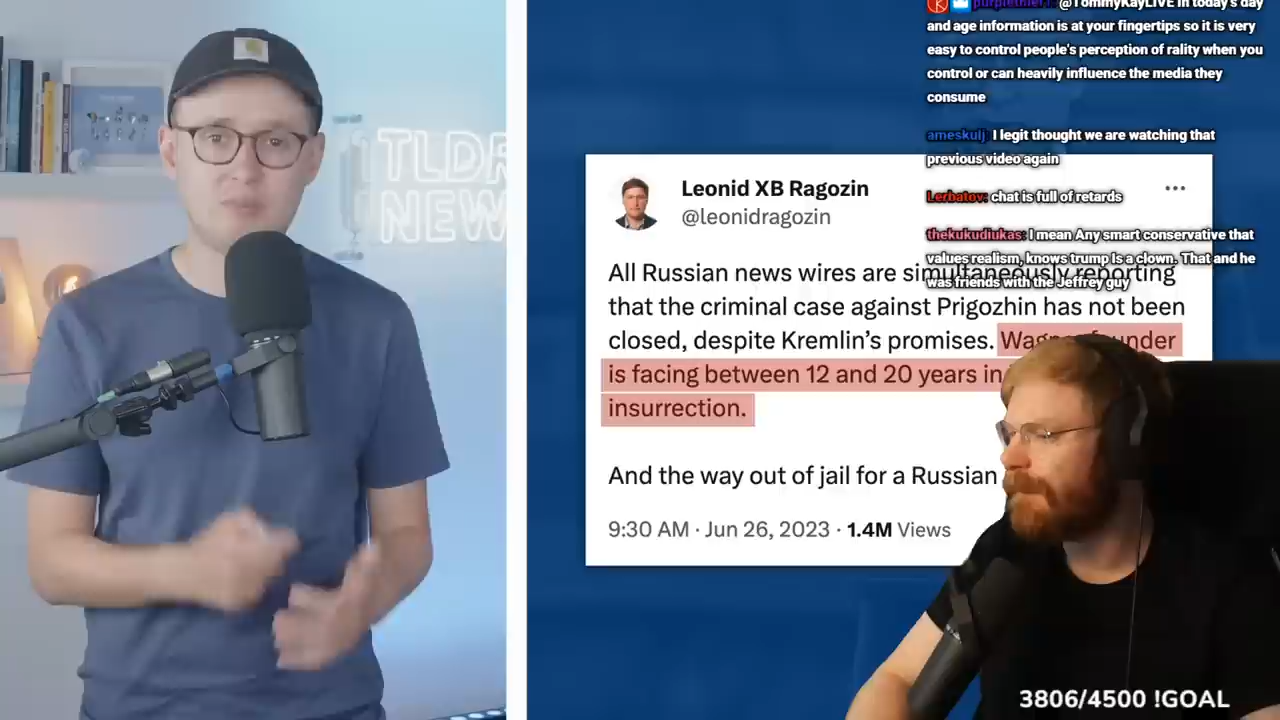 TLDR
NEW
Leonid XB Ragozin
@leonidragozin
All Russian news wires are simultaneously reporting
that the criminal case against Prigozhin has not been
closed, despite Kremlin’s promises.
is facing between 12 and 20 years in
insurrection.
And the way out of jail for a Russian
9:30 AM · Jun 26, 2023 · 1.4M Views
@TommyKayLIVE In today's day
and age information is at your fingertips so it is very
easy to control people's perception of rality when you
control or can heavily influence the media they
consume
ameskulj: I legit thought we are watching that
previous video again
Lerbatov: chat is full of retards
thekukudiukas: I mean Any smart conservative that
values realism, knows trump Is a clown. That and he
was friends with the Jeffrey guy
3806/4500 !GOAL